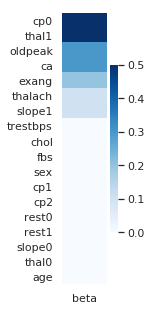 cp0
thal1
oldpeak
ca
exang
thalach
slope1
trestbps
chol
fbs
sex
cp1
cp2
rest0
rest1
slope0
thal0
age
beta
0.5
0.4
0.3
0.2
0.1
0.0